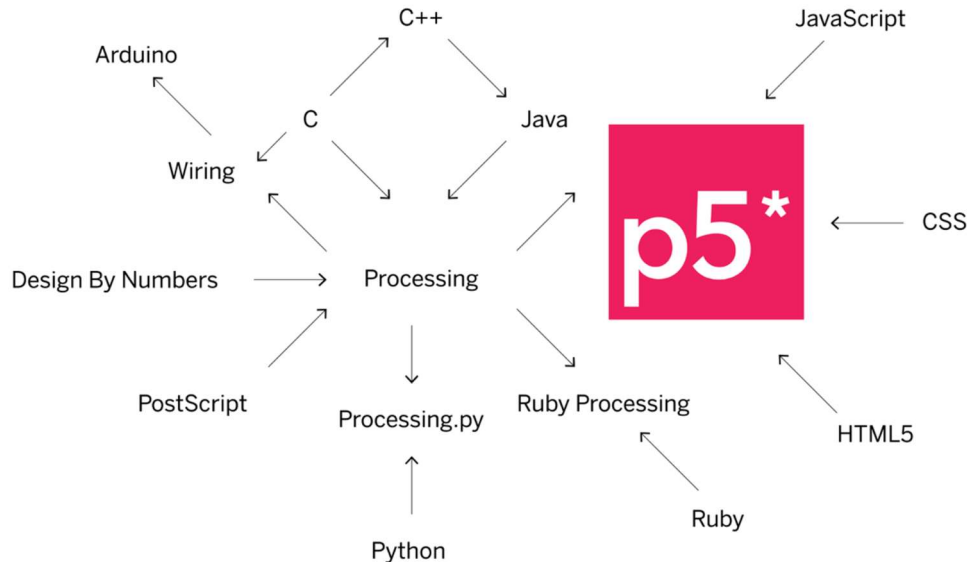 C++
JavaScript
Arduino
C
Java
Wiring
p5*
CSS
Design By Numbers
Processing
PostScript
Processing.py
Ruby Processing
HTML5
Ruby
Python